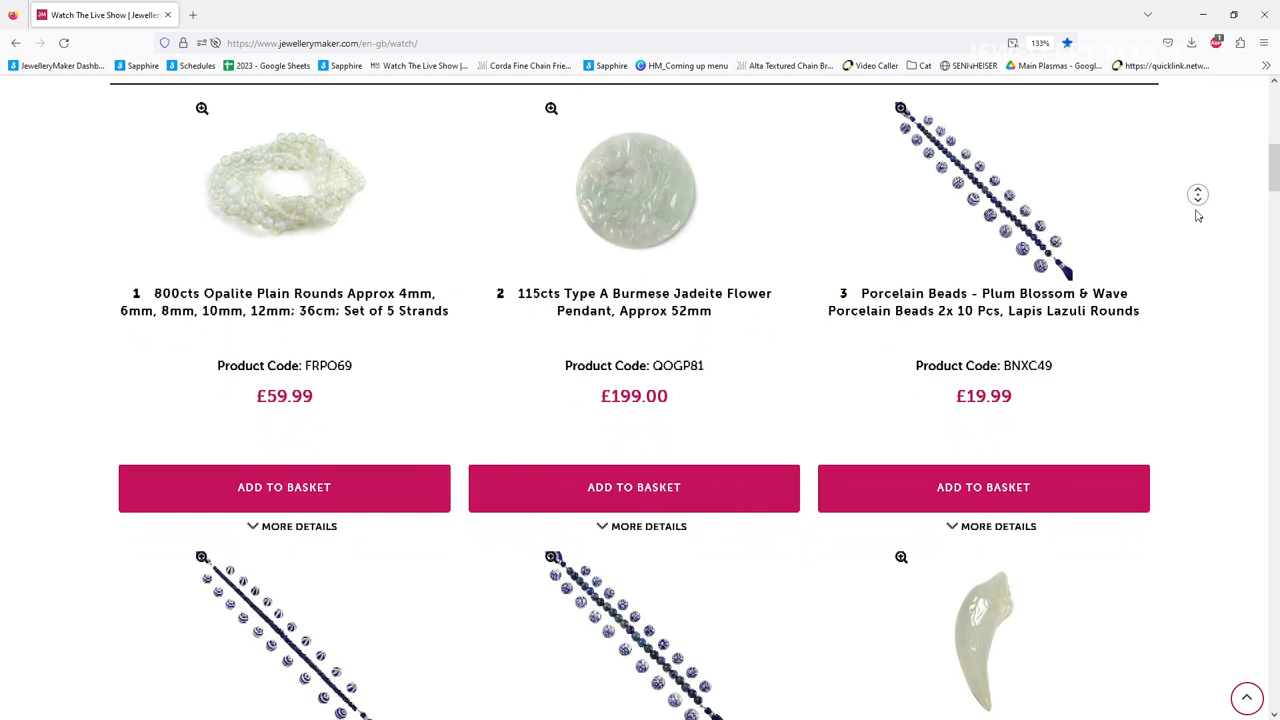 JM Watch The Live Show | Jeweller
https://www.jewellerymaker.com/en-gb/watch/
133%
1
JewelleryMaker Dashb... Sapphire Schedules 2023 - Google Sheets Sapphire Watch The Live Show |... Corda Fine Chain Frie... Sapphire HM_Coming up menu Alta Textured Chain Br... Video Caller Cat SENNHEISER Main Plasmas - Googl... https://quicklink.netw...
1 800cts Opalite Plain Rounds Approx 4mm,
6mm, 8mm, 10mm, 12mm; 36cm; Set of 5 Strands
Product Code: FRPO69
£59.99
ADD TO BASKET
MORE DETAILS
2 115cts Type A Burmese Jadeite Flower
Pendant, Approx 52mm
Product Code: QOGP81
£199.00
ADD TO BASKET
MORE DETAILS
3 Porcelain Beads - Plum Blossom & Wave
Porcelain Beads 2x 10 Pcs, Lapis Lazuli Rounds
Product Code: BNXC49
£19.99
ADD TO BASKET
MORE DETAILS